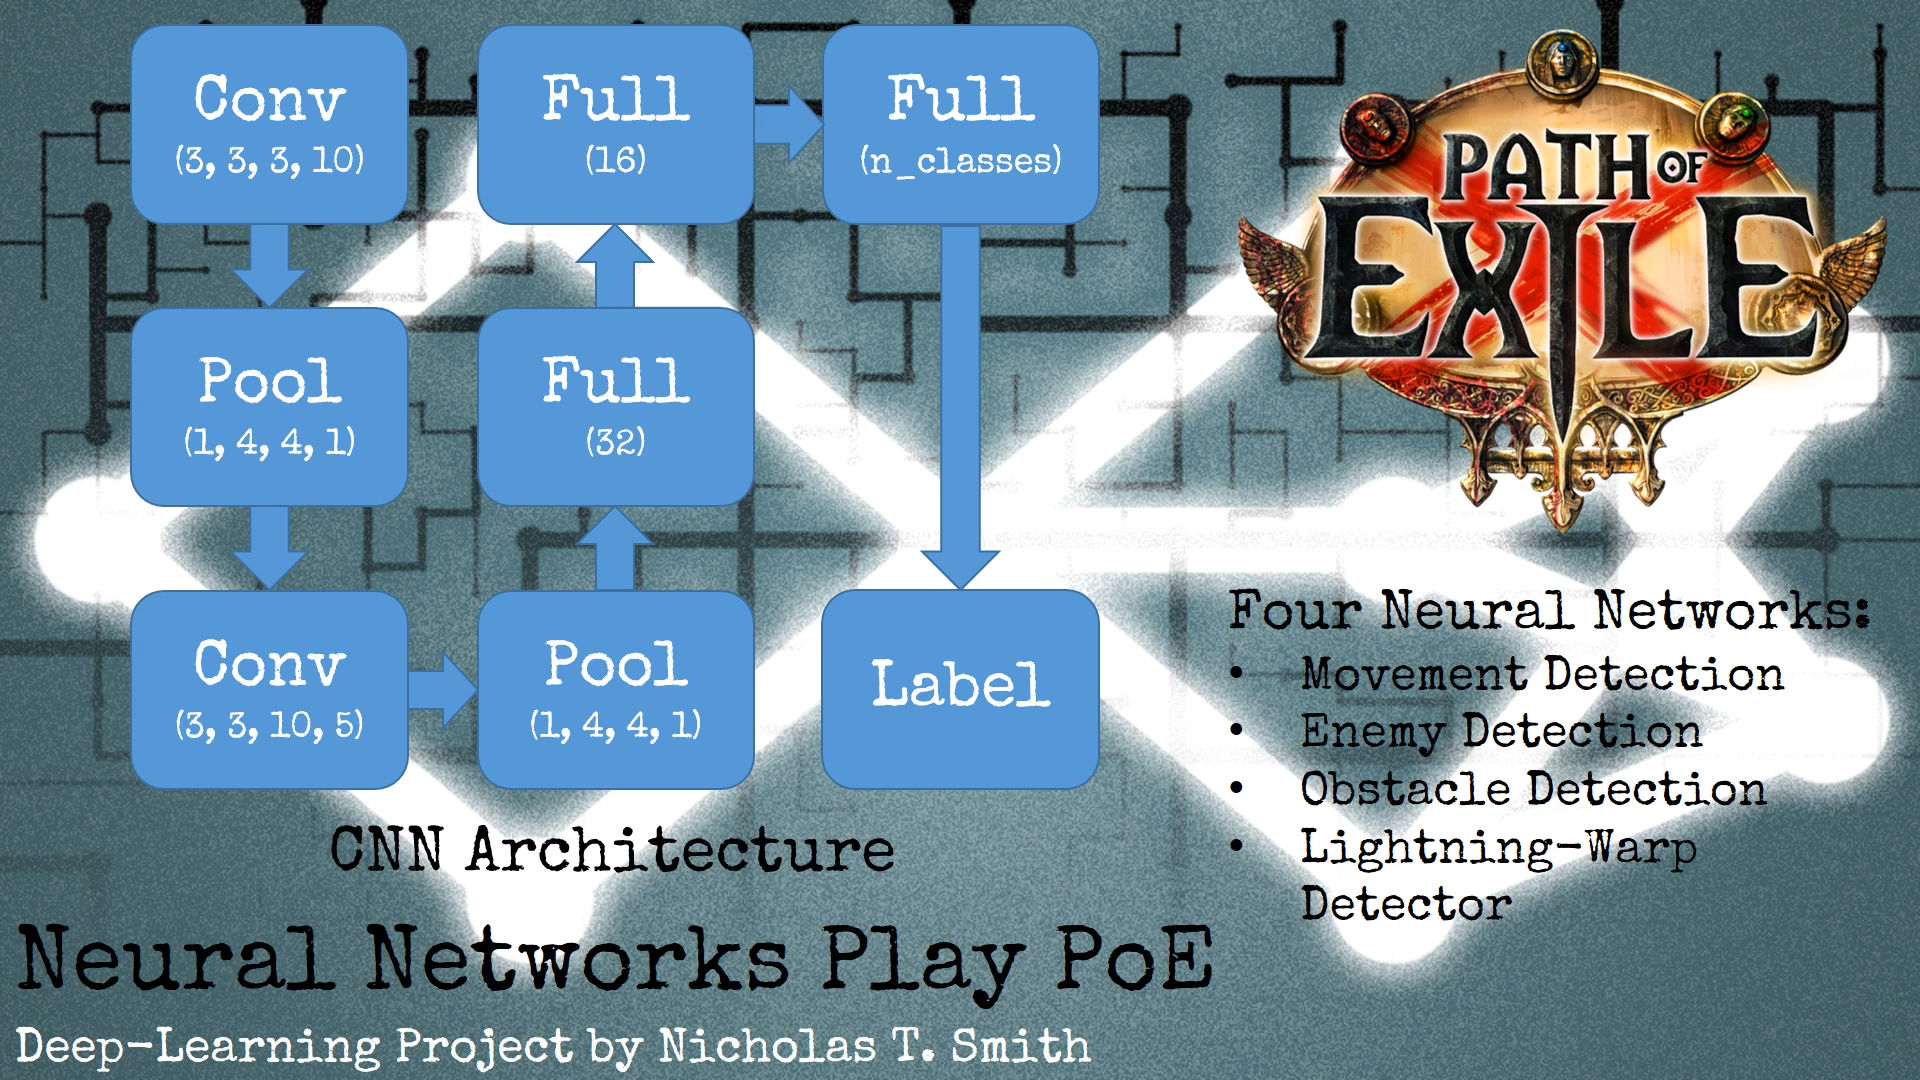 Conv
(3, 3, 3, 10)
Pool
(1, 4, 4, 1)
Conv
(3, 3, 10, 5)
Pool
(1, 4, 4, 1)
Full
(32)
Full
(16)
Full
(n_classes)
Label
CNN Architecture
PATH OF
EXILE
Four Neural Networks:
• Movement Detection
• Enemy Detection
• Obstacle Detection
• Lightning-Warp
Detector
Neural Networks Play PoE
Deep-Learning Project by Nicholas T. Smith